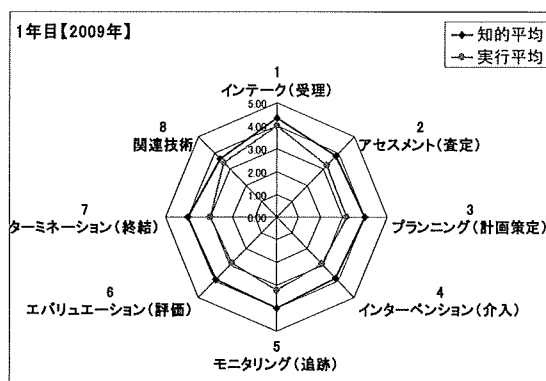 1年目【2009年】
知的平均
実行平均
1
インテーク(受理)
5.00
4.00
3.00
2.00
1.00
0.00
2
アセスメント(査定)
3
プランニング(計画策定)
4
インターベンション(介入)
5
モニタリング(追跡)
6
エバリュエーション(評価)
7
ターミネーション(終結)
8
関連技術